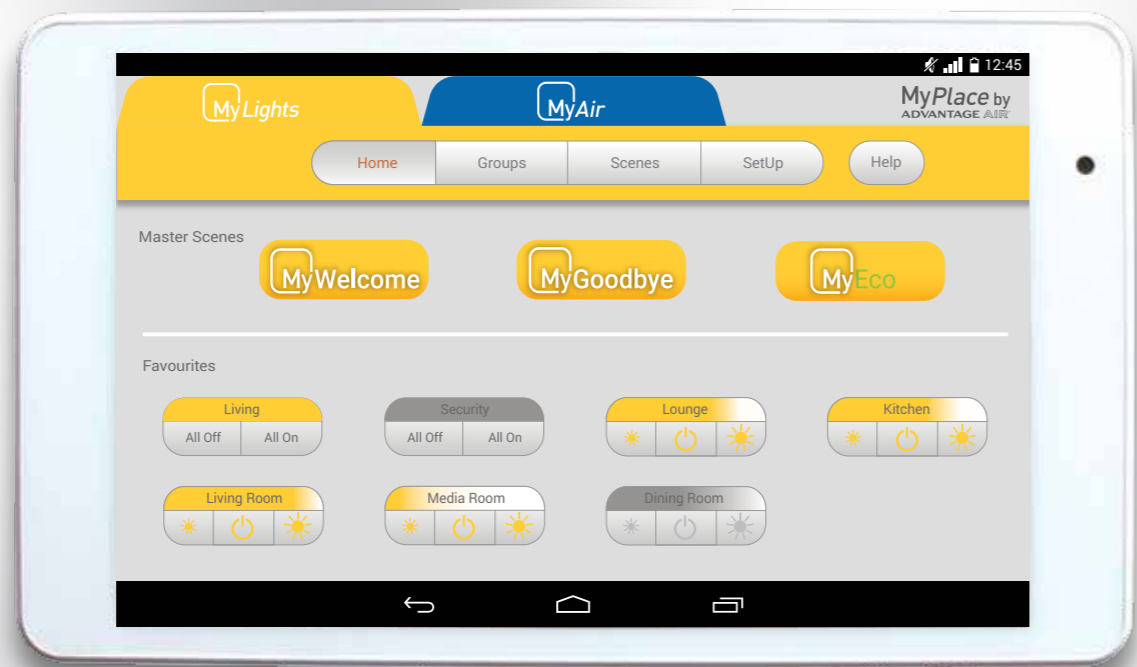 12:45
MyLights
MyAir
MyPlace by
ADVANTAGE AIR
Home
Groups
Scenes
SetUp
Help
Master Scenes
MyWelcome
MyGoodbye
MyEco
Favourites
Living
All Off
All On
Security
All Off
All On
Lounge
Kitchen
Living Room
Media Room
Dining Room